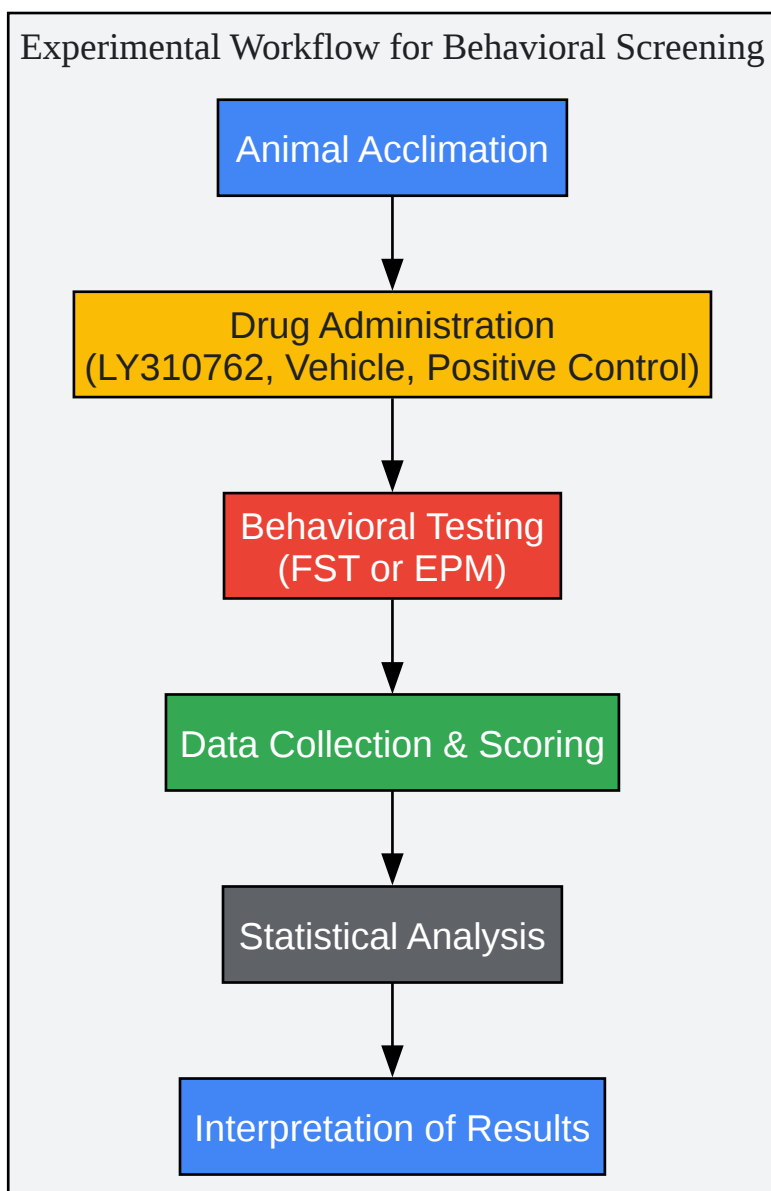 Experimental Workflow for Behavioral Screening
Animal Acclimation
Drug Administration
(LY310762, Vehicle, Positive Control)
Behavioral Testing
(FST or EPM)
Data Collection & Scoring
Statistical Analysis
Interpretation of Results